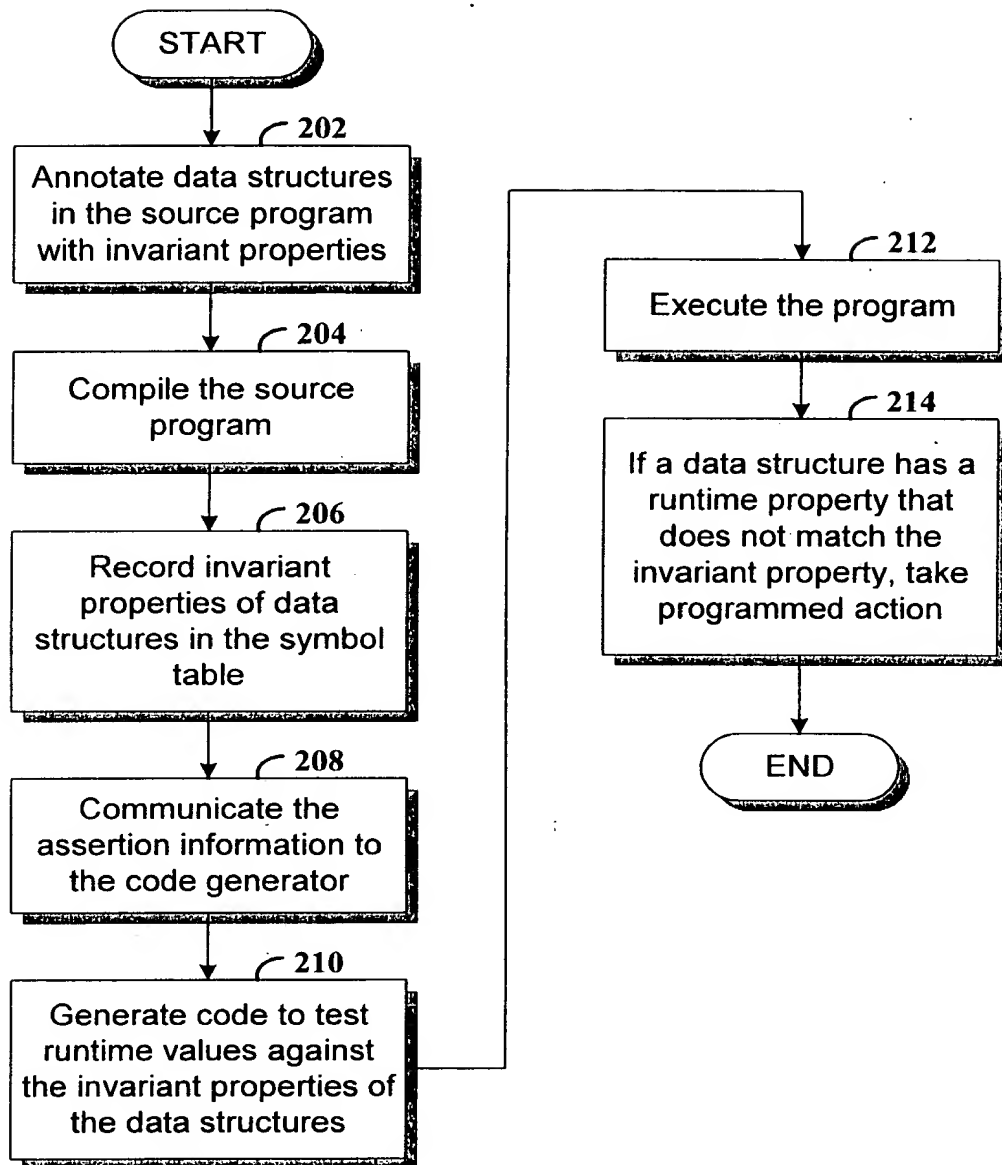 START
202
Annotate data structures
in the source program
with invariant properties
204
Compile the source
program
206
Record invariant
properties of data
structures in the symbol
table
208
Communicate the
assertion information to
the code generator
210
Generate code to test
runtime values against
the invariant properties of
the data structures
212
Execute the program
214
If a data structure has a
runtime property that
does not match the
invariant property, take
programmed action
END